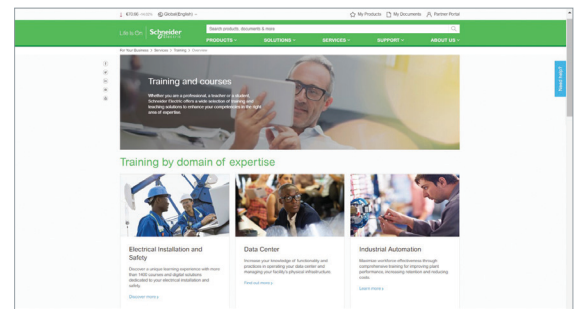 Global(English)
My Products
My Documents
Partner Portal
Life Is On
Schneider
Electric
Search products, documents & more
PRODUCTS
SOLUTIONS
SERVICES
SUPPORT
ABOUT US
For Your Business > Services > Training > Overview
Need Help?
Training and courses
Whether you are a professional, a teacher or a student,
Schneider Electric offers a wide selection of training and
teaching solutions to enhance your competencies in the right
area of expertise.
Training by domain of expertise
Electrical Installation and
Safety
Discover a unique learning experience with more
than 1900 courses and digital solutions
dedicated to your electrical installation and
safety.
Discover more
Data Center
Increase your knowledge of functionality and
practices in operating your data center and
managing your facility's physical infrastructure.
Find out more
Industrial Automation
Maximise workforce effectiveness through
comprehensive training for improving plant
performance, increasing retention and reducing
costs.
Learn more